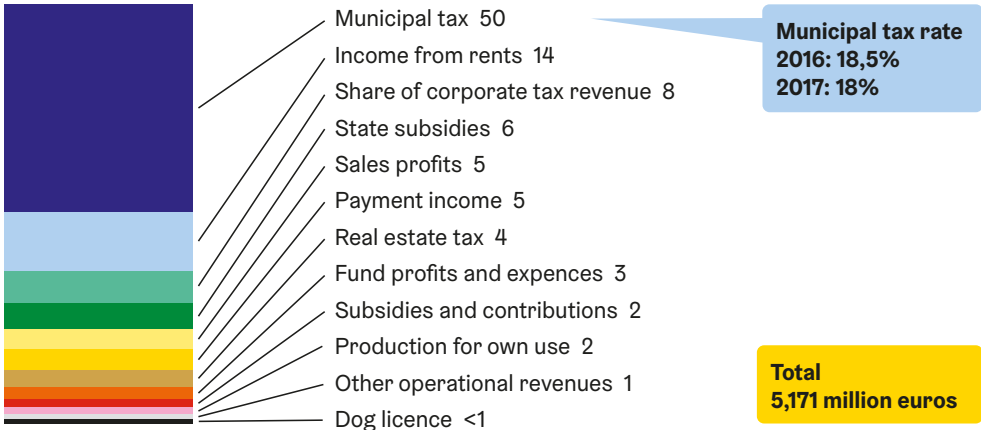 Municipal tax 50
Income from rents 14
Share of corporate tax revenue 8
State subsidies 6
Sales profits 5
Payment income 5
Real estate tax 4
Fund profits and expences 3
Subsidies and contributions 2
Production for own use 2
Other operational revenues 1
Dog licence <1
Municipal tax rate
2016: 18,5%
2017: 18%
Total
5,171 million euros